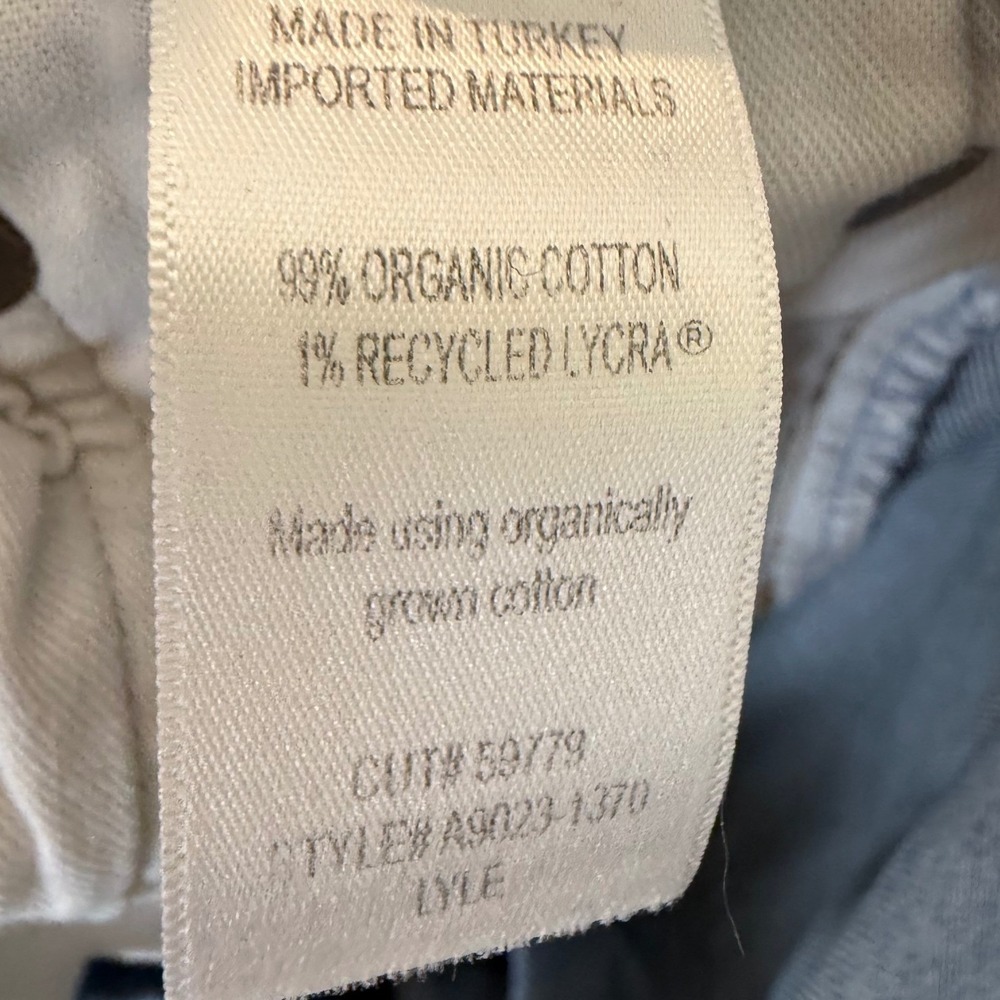 MADE IN TURKEY
IMPORTED MATERIALS
99% ORGANIC COTTON
1% RECYCLED LYCRA®
Made using organically
grown cotton
CUT# 59779
STYLE# A9023-1370
LYLE